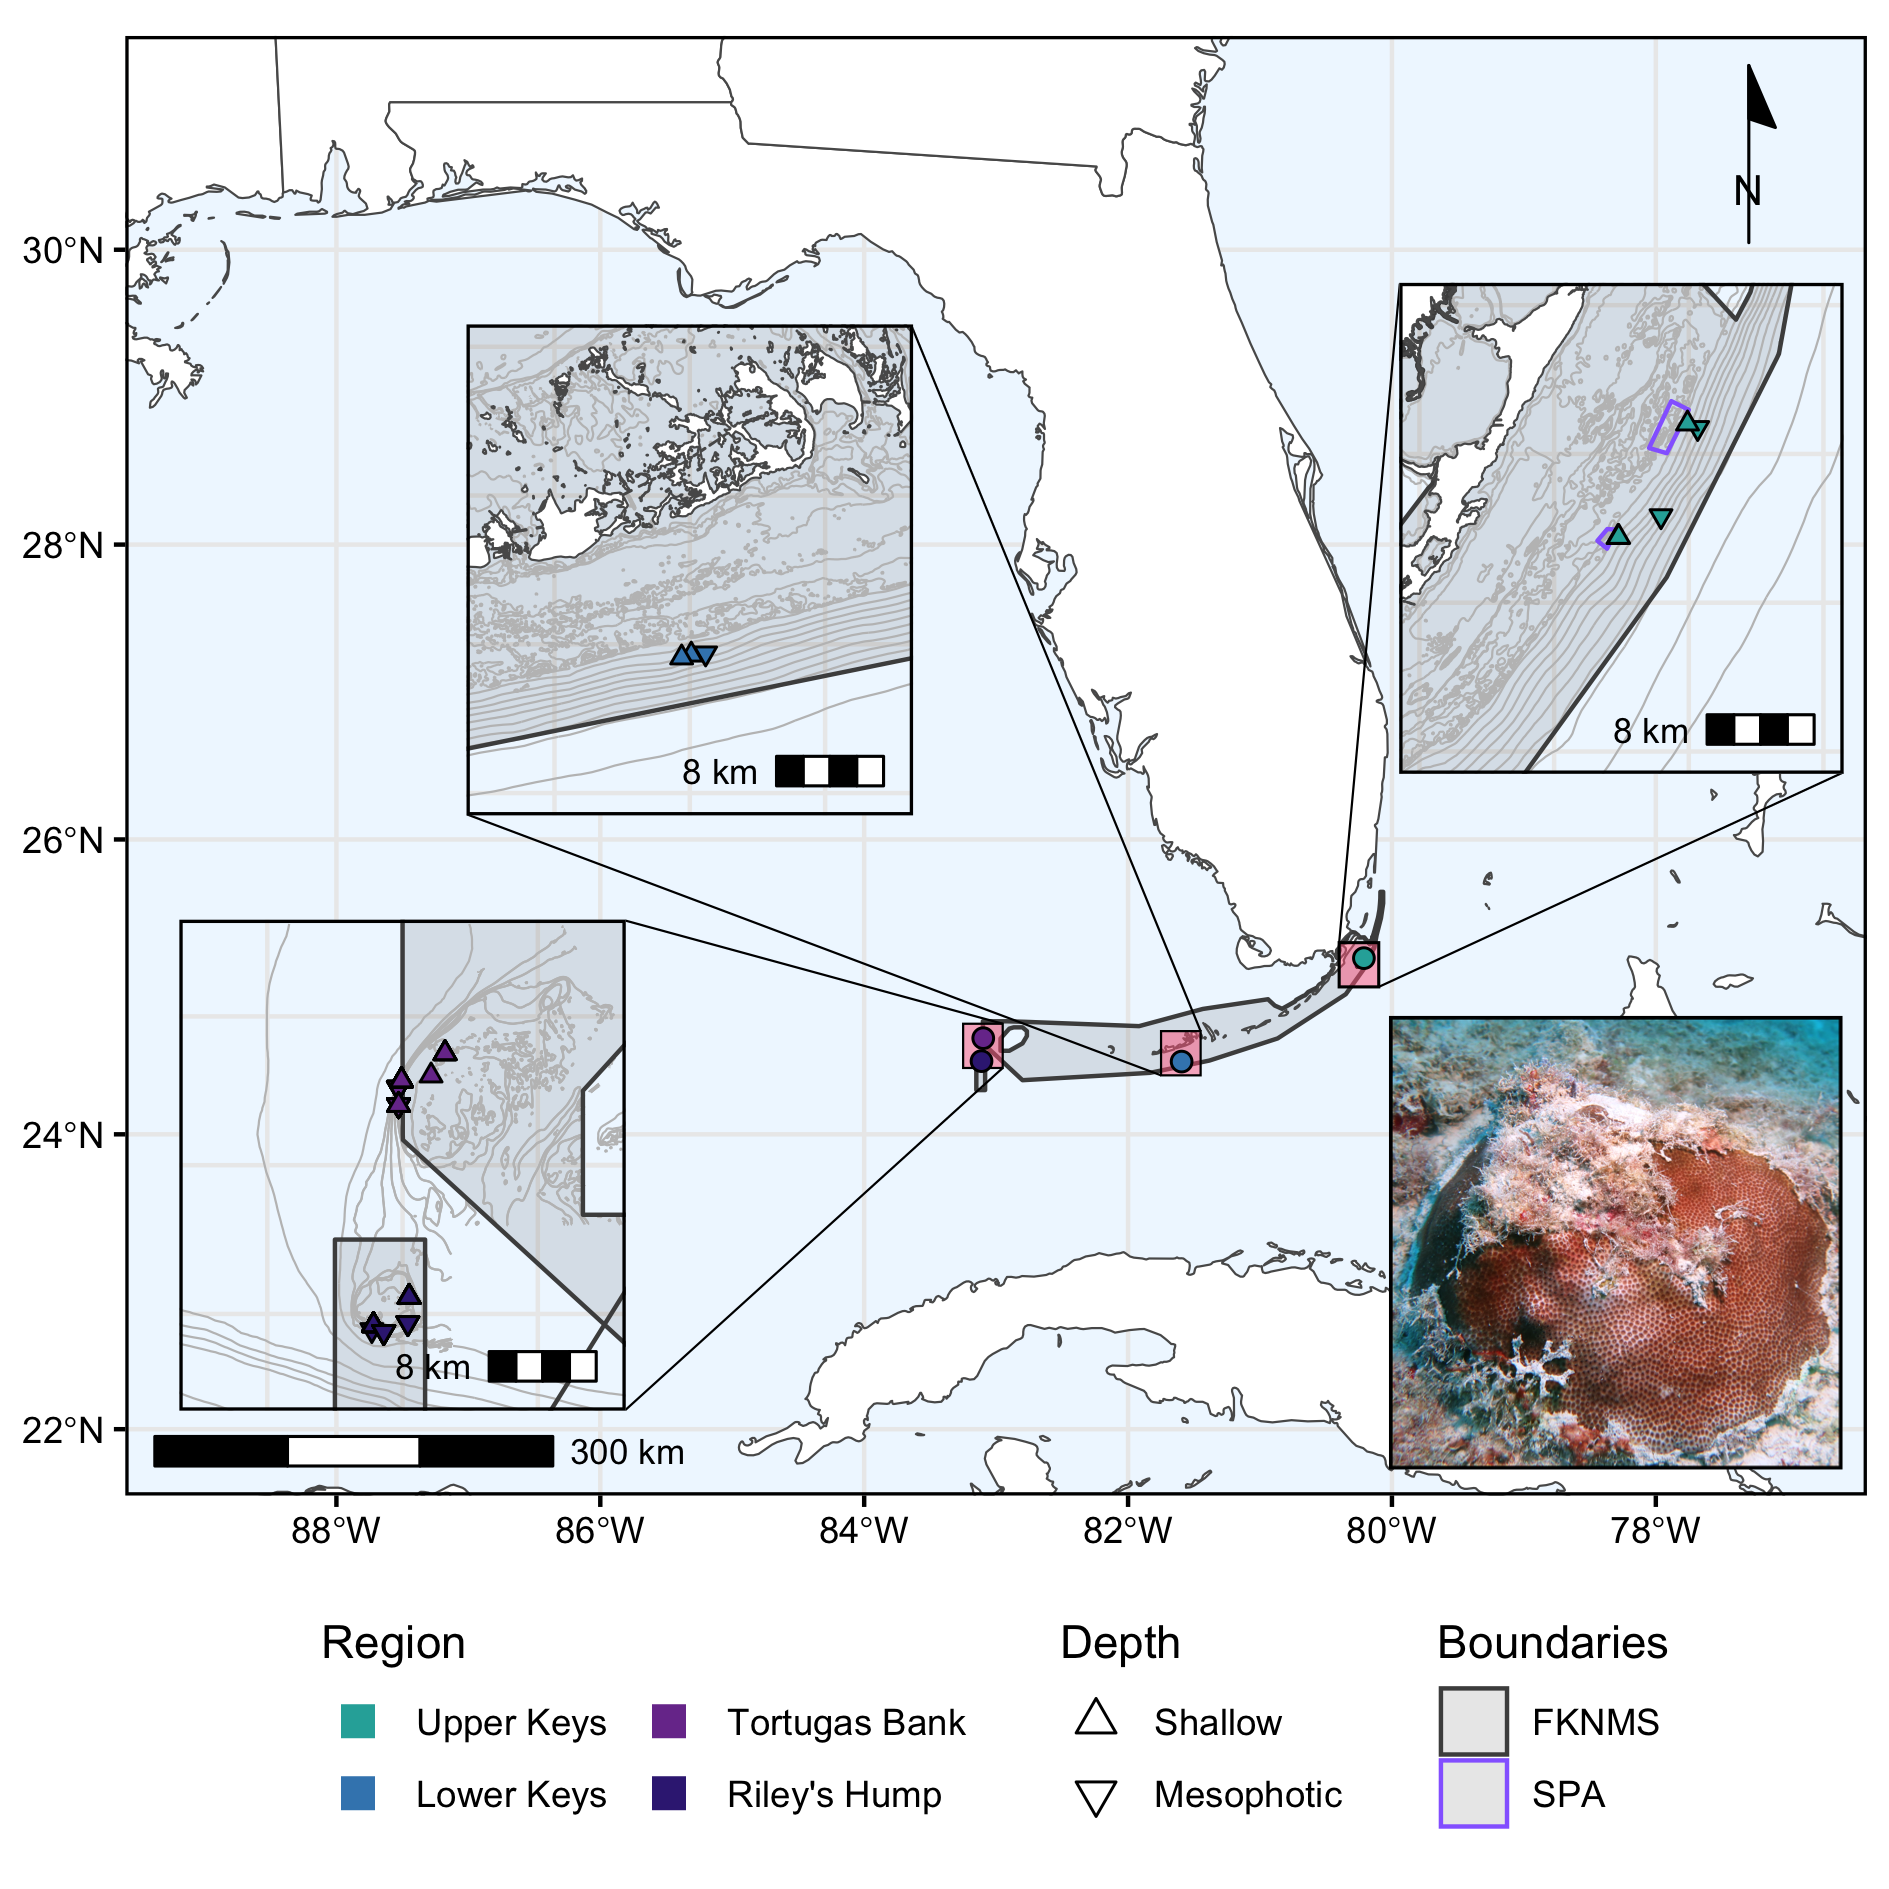 N
30°N
28°N
26°N
24°N
22°N
8 km
8 km
8 km
300 km
88°W 86°W 84°W 82°W 80°W 78°W
Region Depth Boundaries
Upper Keys Tortugas Bank Shallow FKNMS
Lower Keys Riley's Hump Mesophotic SPA